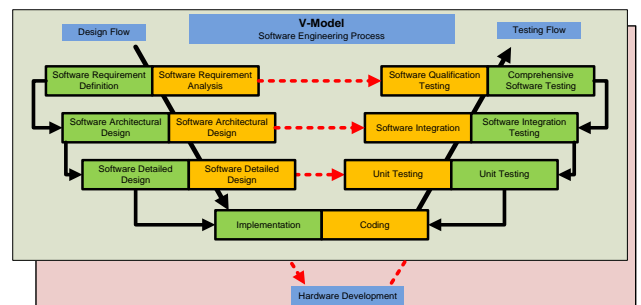 V-Model
Software Engineering Process
Design Flow
Testing Flow
Software Requirement
Definition
Software Requirement
Analysis
Software Qualification
Testing
Comprehensive
Software Testing
Software Architectural
Design
Software Architectural
Design
Software Integration
Software Integration
Testing
Software Detailed
Design
Software Detailed
Design
Unit Testing
Unit Testing
Implementation
Coding
Hardware Development